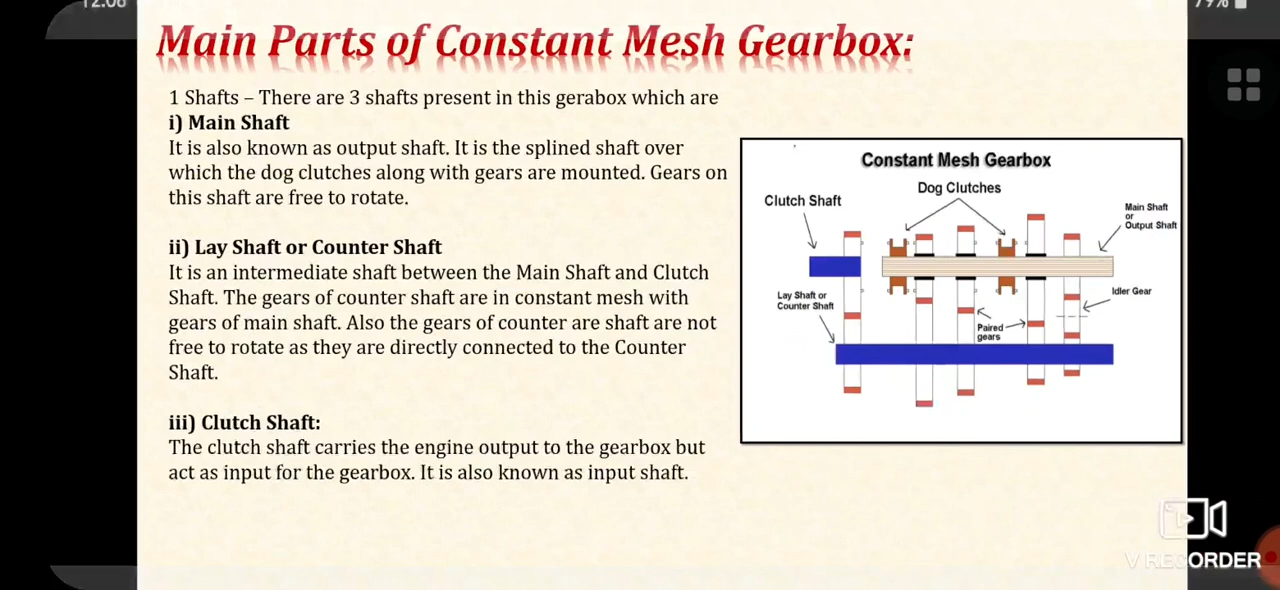 12:06
79%
Main Parts of Constant Mesh Gearbox:
1 Shafts – There are 3 shafts present in this gerabox which are
i) Main Shaft
It is also known as output shaft. It is the splined shaft over
which the dog clutches along with gears are mounted. Gears on
this shaft are free to rotate.
ii) Lay Shaft or Counter Shaft
It is an intermediate shaft between the Main Shaft and Clutch
Shaft. The gears of counter shaft are in constant mesh with
gears of main shaft. Also the gears of counter are shaft are not
free to rotate as they are directly connected to the Counter
Shaft.
iii) Clutch Shaft:
The clutch shaft carries the engine output to the gearbox but
act as input for the gearbox. It is also known as input shaft.
Constant Mesh Gearbox
Dog Clutches
Clutch Shaft
Main Shaft
or
Output Shaft
Lay Shaft or
Counter Shaft
Idler Gear
Paired
gears
V RECORDER